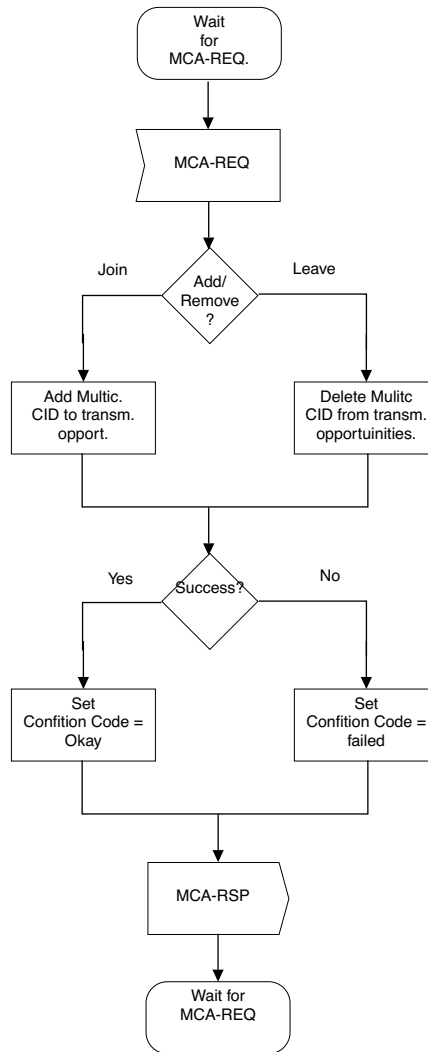 Wait
for
MCA-REQ.
MCA-REQ
Add/
Remove
?
Join
Leave
Add Multic.
CID to transm.
opport.
Delete Mulitc
CID from transm.
opportuinities.
Success?
Yes
No
Set
Confition Code =
Okay
Set
Confition Code =
failed
MCA-RSP
Wait for
MCA-REQ